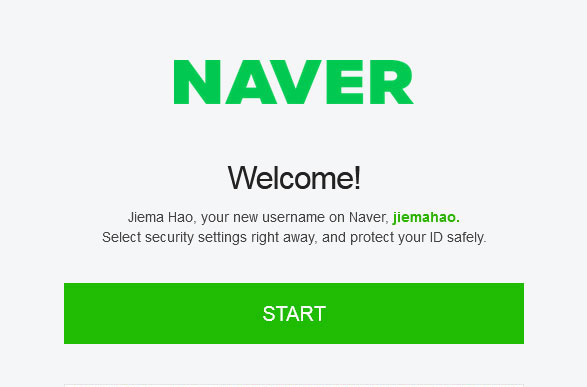 NAVER
Welcome!
Jiema Hao, your new username on Naver, jiemahao.
Select security settings right away, and protect your ID safely.
START